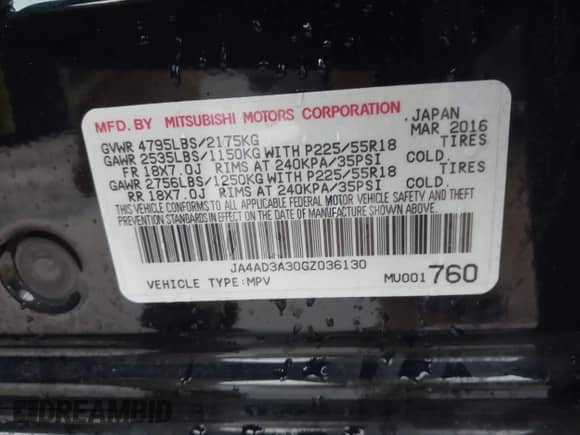 MFD.BY MITSUBISHI MOTORS CORPORATION. JAPAN
GVWR 4795LBS/2175KG MAR 2016
GAWR 2535LBS/1150KG WITH P225/55R18 TIRES
FR 18X7.0J RIMS AT 240KPA/35PSI COLD.
GAWR 2756LBS/1250KG WITH P225/55R18 TIRES
RR 18X7.0J RIMS AT 240KPA/35PSI COLD.
THIS VEHICLE CONFORMS TO ALL APPLICABLE FEDERAL MOTOR VEHICLE SAFETY AND THEFT PREVENTION
STANDARDS IN EFFECT ON THE DATE OF MANUFACTURE SHOWN ABOVE.
JA4AD3A30GZ036130
VEHICLE TYPE:MPV MU001760
DREAMBID